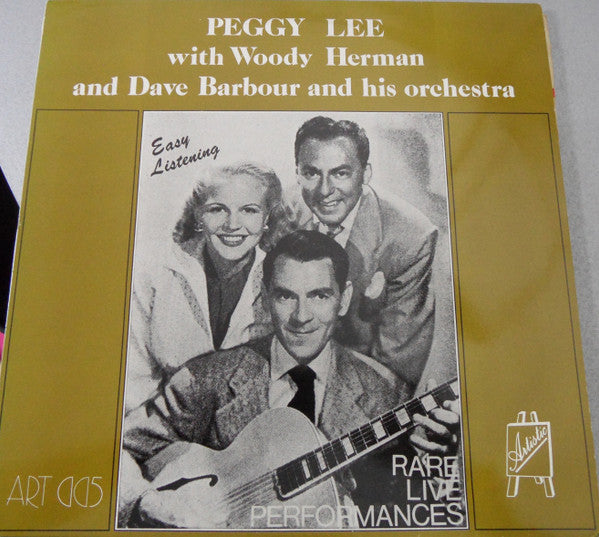 PEGGY LEE
with Woody Herman
and Dave Barbour and his orchestra
Easy
Listening
Artistic
ART 005
RARE
LIVE
PERFORMANCES